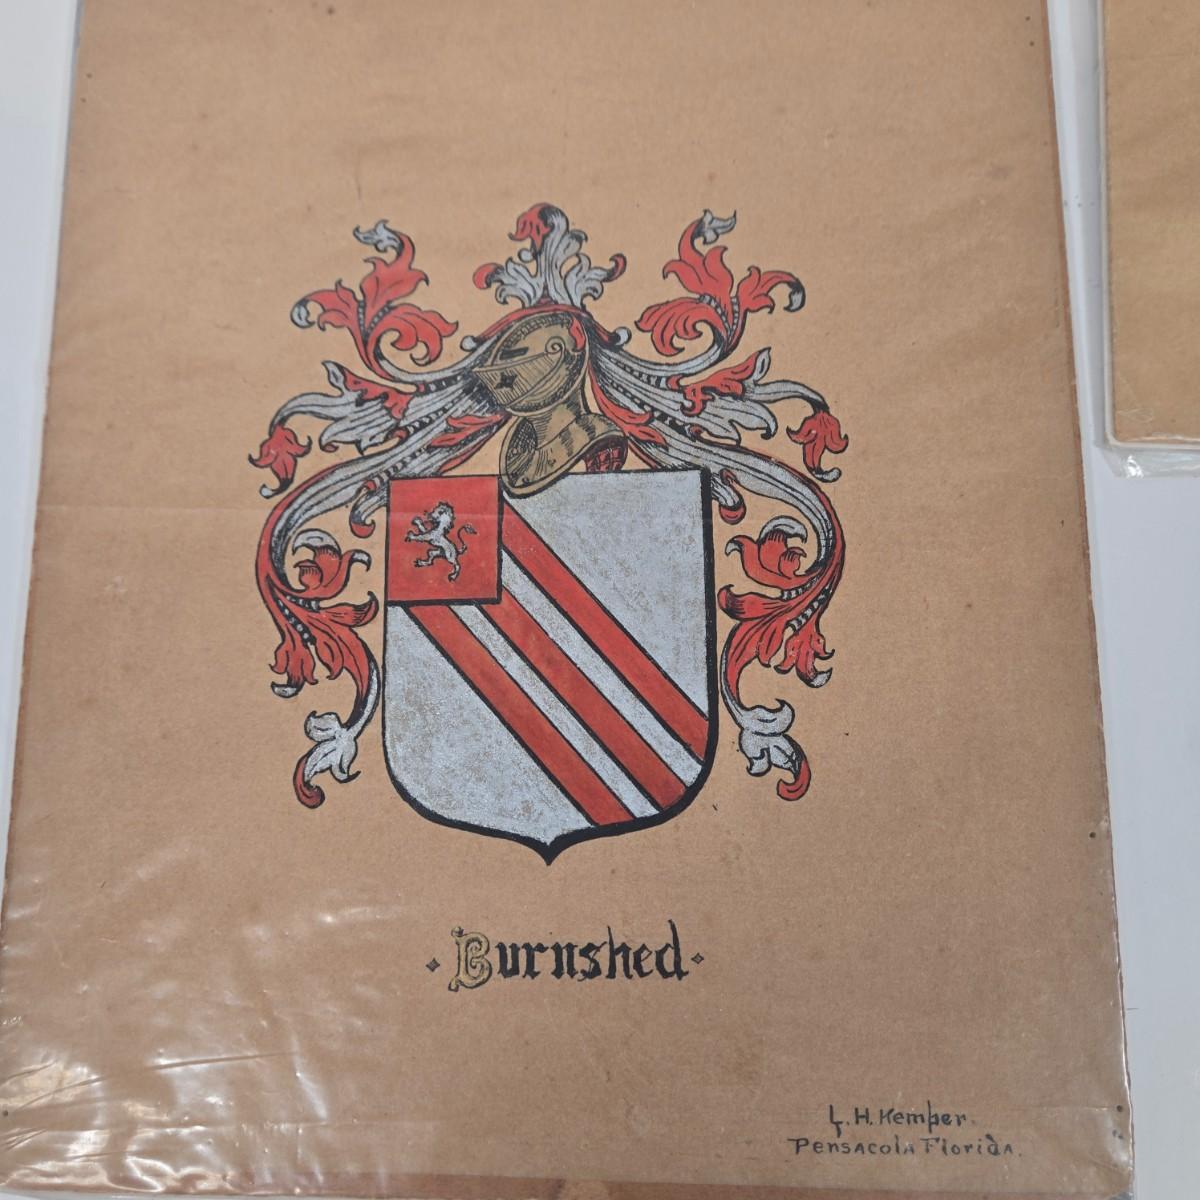 · Burnshed ·
L. H. Kemper.
Pensacola Florida.